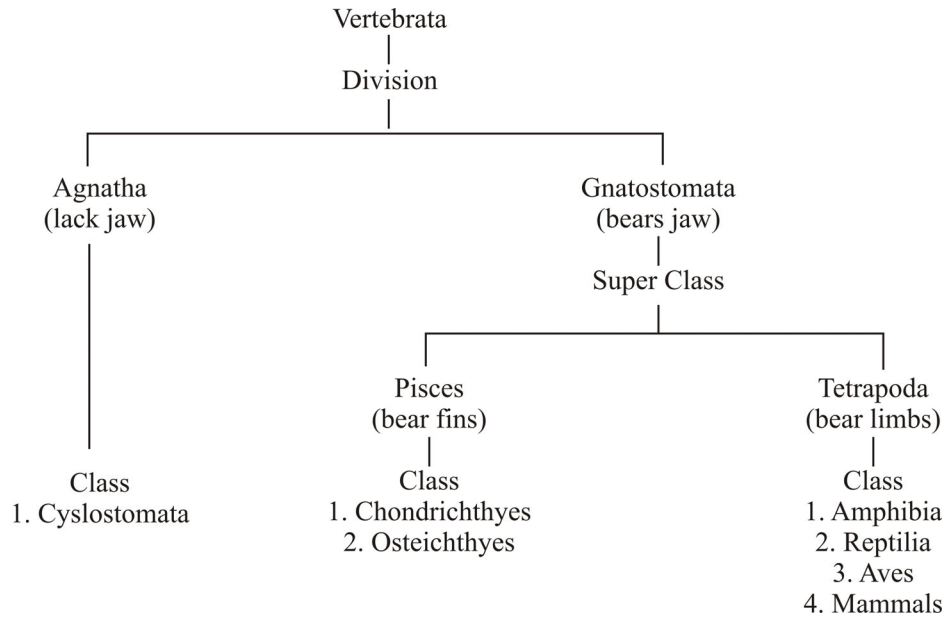 Vertebrata
Division
Agnatha
(lack jaw)
Gnatostomata
(bears jaw)
Super Class
Pisces
(bear fins)
Tetrapoda
(bear limbs)
Class
1. Cyslostomata
Class
1. Chondrichthyes
2. Osteichthyes
Class
1. Amphibia
2. Reptilia
3. Aves
4. Mammals